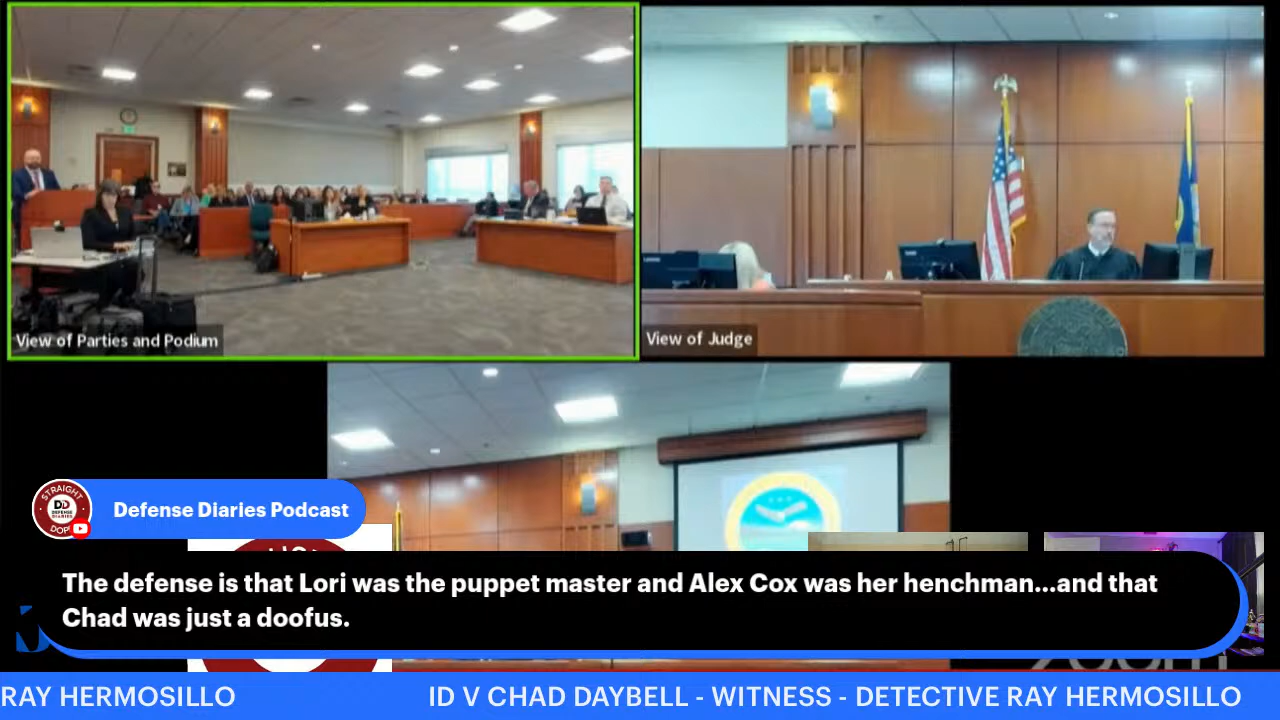 View of Parties and Podium
View of Judge
STRAIGHT
DD
DEFENSE
DIARIES
DOPE
Defense Diaries Podcast
The defense is that Lori was the puppet master and Alex Cox was her henchman...and that
Chad was just a doofus.
RAY HERMOSILLO ID V CHAD DAYBELL - WITNESS - DETECTIVE RAY HERMOSILLO